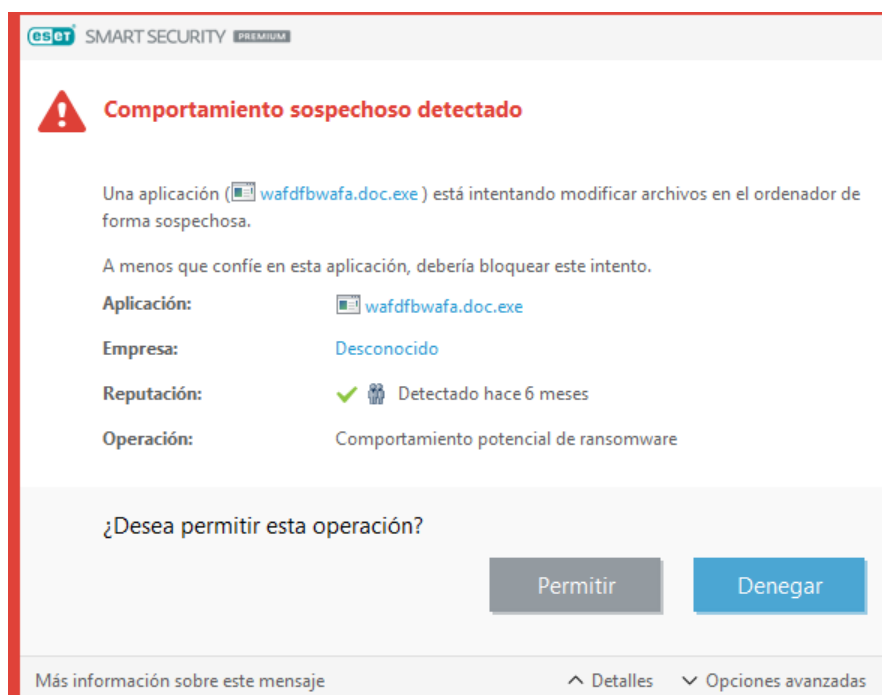 eset SMART SECURITY PREMIUM
Comportamiento sospechoso detectado
Una aplicación ( wafdfbwafa.doc.exe ) está intentando modificar archivos en el ordenador de
forma sospechosa.
A menos que confíe en esta aplicación, debería bloquear este intento.
Aplicación: wafdfbwafa.doc.exe
Empresa: Desconocido
Reputación: Detectado hace 6 meses
Operación: Comportamiento potencial de ransomware
¿Desea permitir esta operación?
Permitir Denegar
Más información sobre este mensaje Detalles Opciones avanzadas